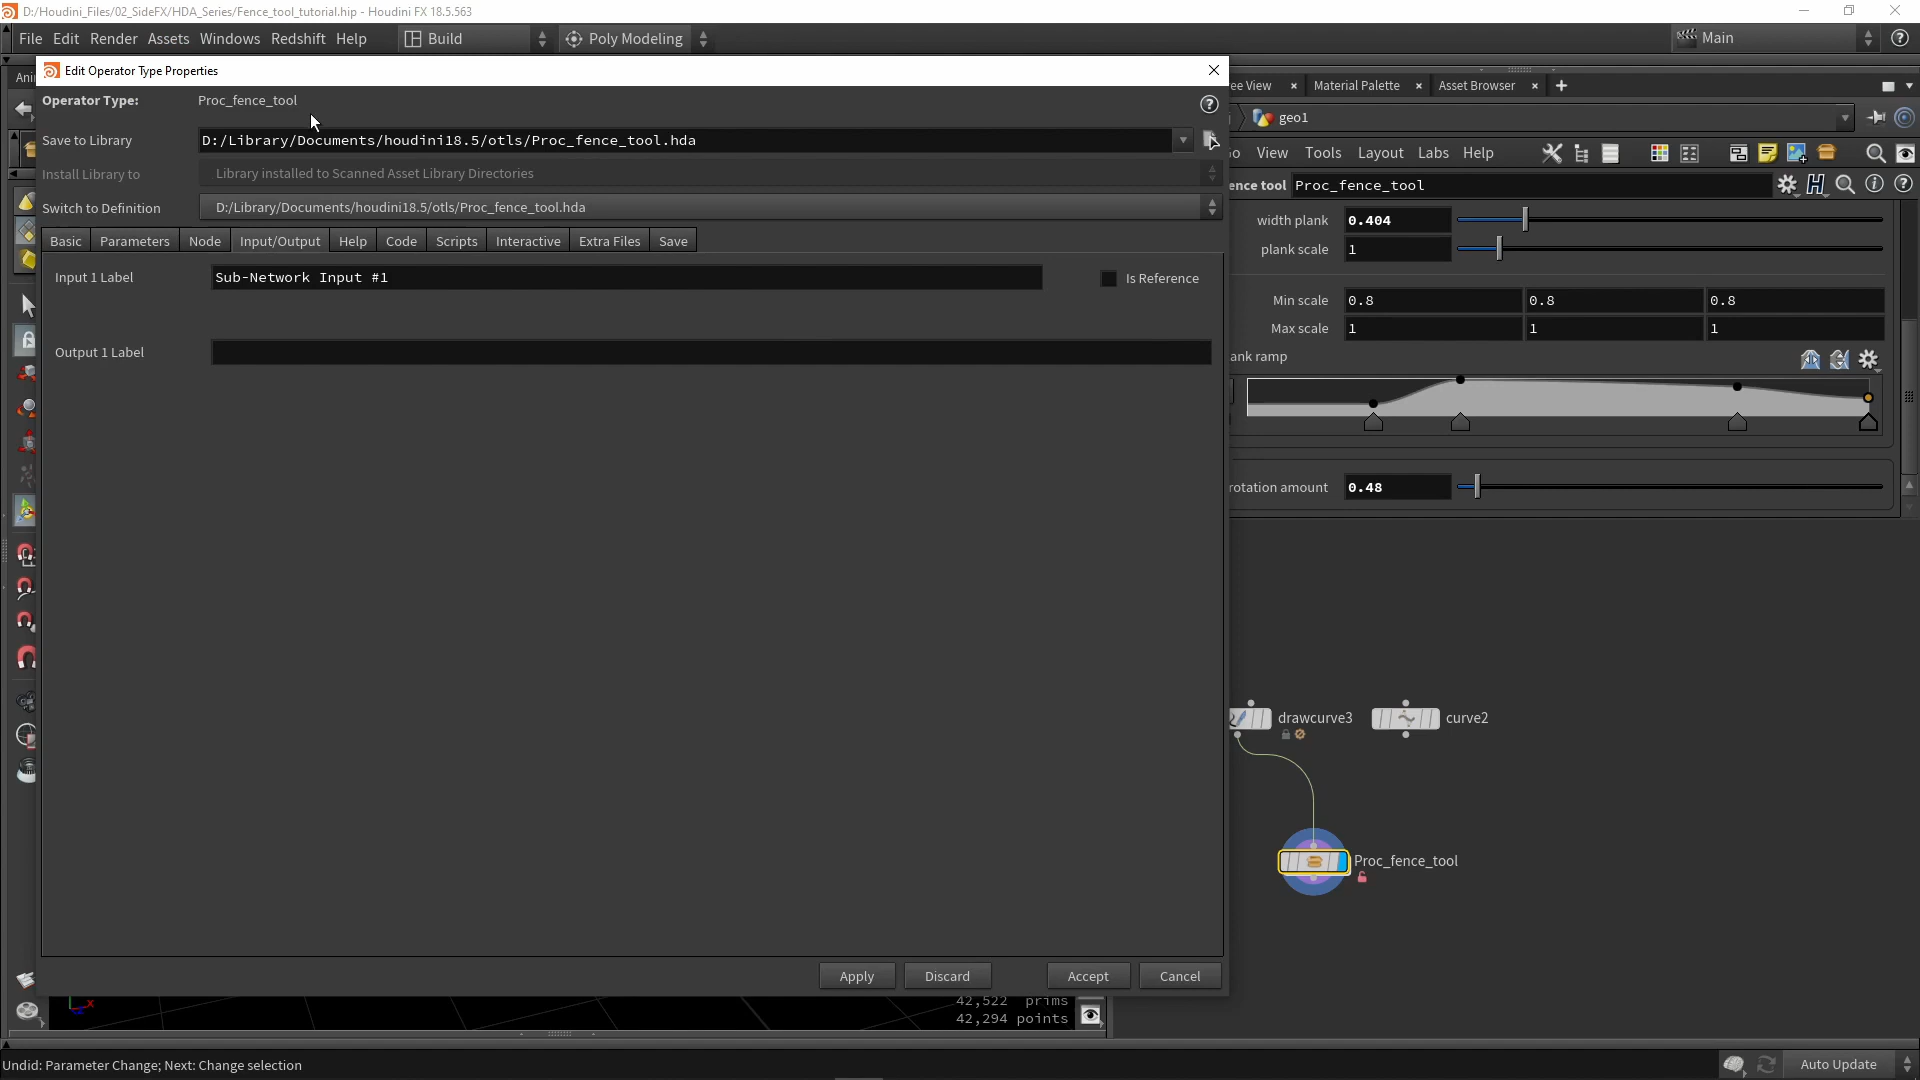 D:/Houdini_Files/02_SideFX/HDA_Series/Fence_tool_tutorial.hip - Houdini FX 18.5.563
File Edit Render Assets Windows Redshift Help Build Poly Modeling Main
Edit Operator Type Properties
Operator Type: Proc_fence_tool
Save to Library D:/Library/Documents/houdini18.5/otls/Proc_fence_tool.hda
Install Library to Library installed to Scanned Asset Library Directories
Switch to Definition D:/Library/Documents/houdini18.5/otls/Proc_fence_tool.hda
Basic Parameters Node Input/Output Help Code Scripts Interactive Extra Files Save
Input 1 Label Sub-Network Input #1 Is Reference
Output 1 Label
Apply Discard Accept Cancel
Ani
ee View Material Palette Asset Browser
geo1
o View Tools Layout Labs Help
ence tool Proc_fence_tool
width plank 0.404
plank scale 1
Min scale 0.8 0.8 0.8
Max scale 1 1 1
ank ramp
rotation amount 0.48
drawcurve3 curve2
Proc_fence_tool
42,522 prims
42,294 points
Undid: Parameter Change; Next: Change selection
Auto Update